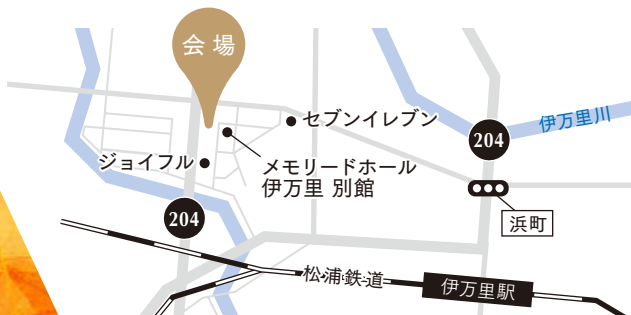 会場
セブンイレブン
伊万里川
204
ジョイフル
メモリードホール
伊万里 別館
204
浜町
松浦鉄道
伊万里駅